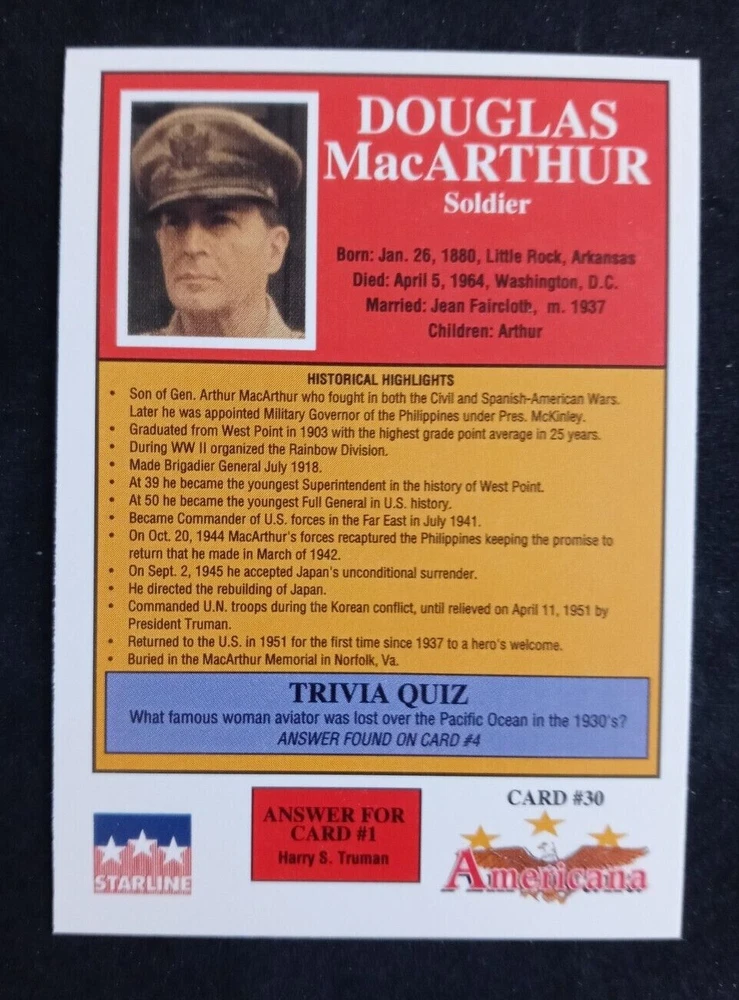 DOUGLAS
MacARTHUR
Soldier
Born: Jan. 26, 1880, Little Rock, Arkansas
Died: April 5, 1964, Washington, D.C.
Married: Jean Faircloth, m. 1937
Children: Arthur
HISTORICAL HIGHLIGHTS
• Son of Gen. Arthur MacArthur who fought in both the Civil and Spanish-American Wars.
Later he was appointed Military Governor of the Philippines under Pres. McKinley.
• Graduated from West Point in 1903 with the highest grade point average in 25 years.
• During WW II organized the Rainbow Division.
• Made Brigadier General July 1918.
• At 39 he became the youngest Superintendent in the history of West Point.
• At 50 he became the youngest Full General in U.S. history.
• Became Commander of U.S. forces in the Far East in July 1941.
• On Oct. 20, 1944 MacArthur's forces recaptured the Philippines keeping the promise to
return that he made in March of 1942.
• On Sept. 2, 1945 he accepted Japan's unconditional surrender.
• He directed the rebuilding of Japan.
• Commanded U.N. troops during the Korean conflict, until relieved on April 11, 1951 by
President Truman.
• Returned to the U.S. in 1951 for the first time since 1937 to a hero's welcome.
• Buried in the MacArthur Memorial in Norfolk, Va.
TRIVIA QUIZ
What famous woman aviator was lost over the Pacific Ocean in the 1930's?
ANSWER FOUND ON CARD #4
STARLINE
ANSWER FOR
CARD #1
Harry S. Truman
CARD #30
Americana